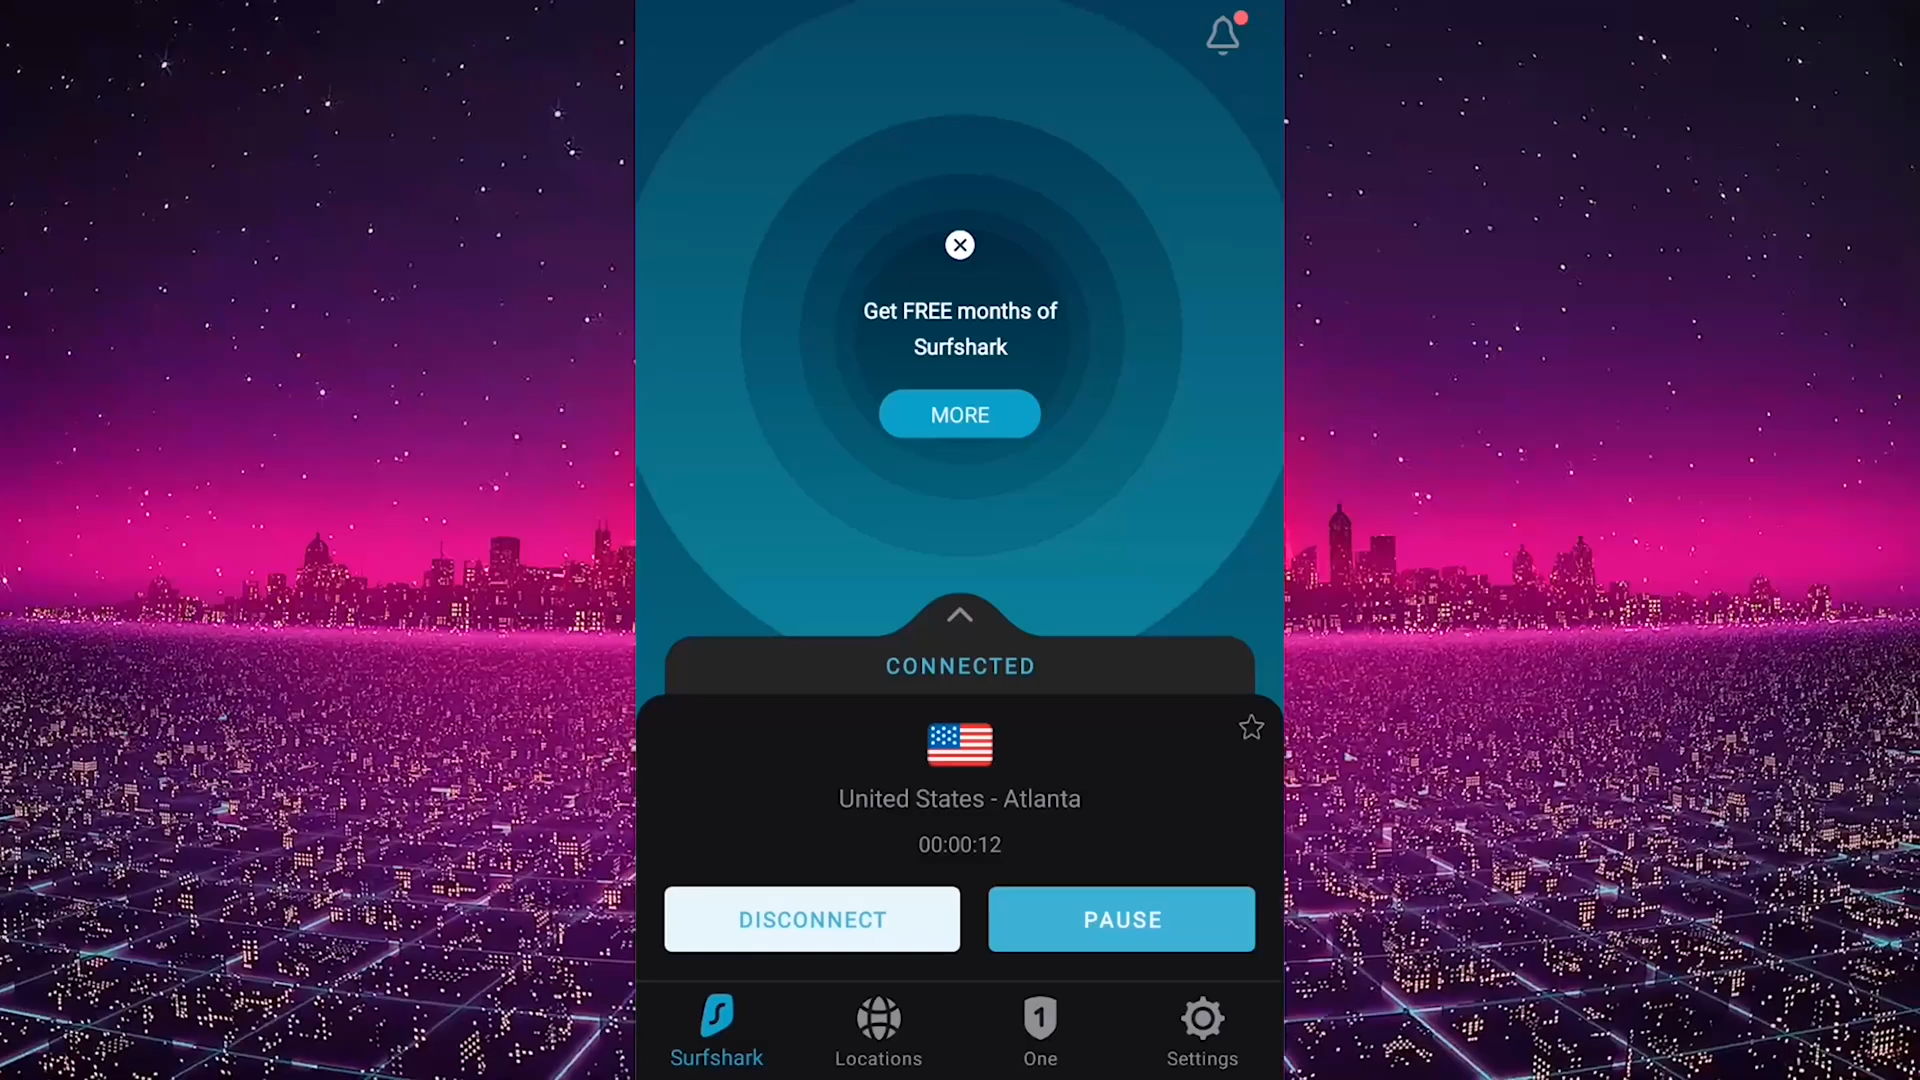 Get FREE months of
Surfshark
MORE
CONNECTED
United States - Atlanta
00:00:12
DISCONNECT
PAUSE
Surfshark
Locations
1
One
Settings